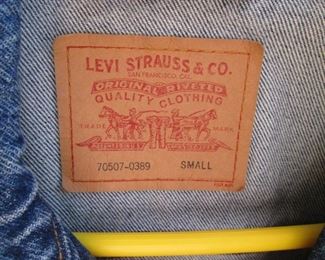 LEVI STRAUSS & CO.
SAN FRANCISCO, CAL.
ORIGINAL RIVETED
QUALITY CLOTHING
TRADE MARK
70507-0389 SMALL